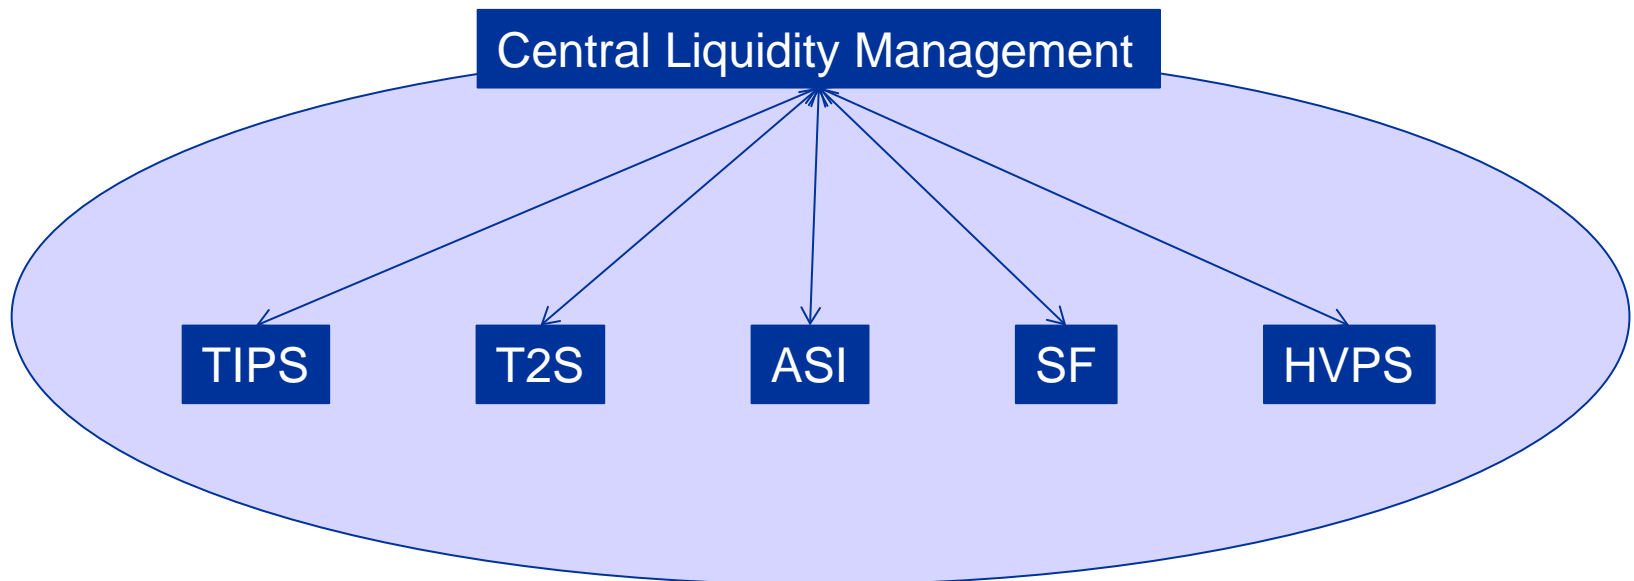 Central Liquidity Management
TIPS
T2S
ASI
SF
HVPS